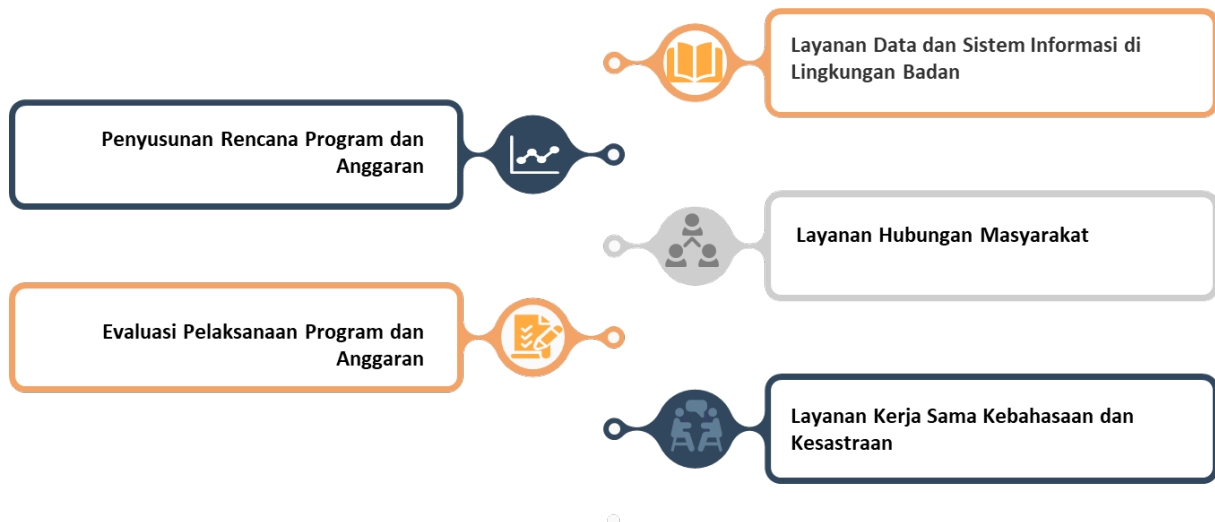 Layanan Data dan Sistem Informasi di
Lingkungan Badan
Penyusunan Rencana Program dan
Anggaran
Layanan Hubungan Masyarakat
Evaluasi Pelaksanaan Program dan
Anggaran
Layanan Kerja Sama Kebahasaan dan
Kesastraan